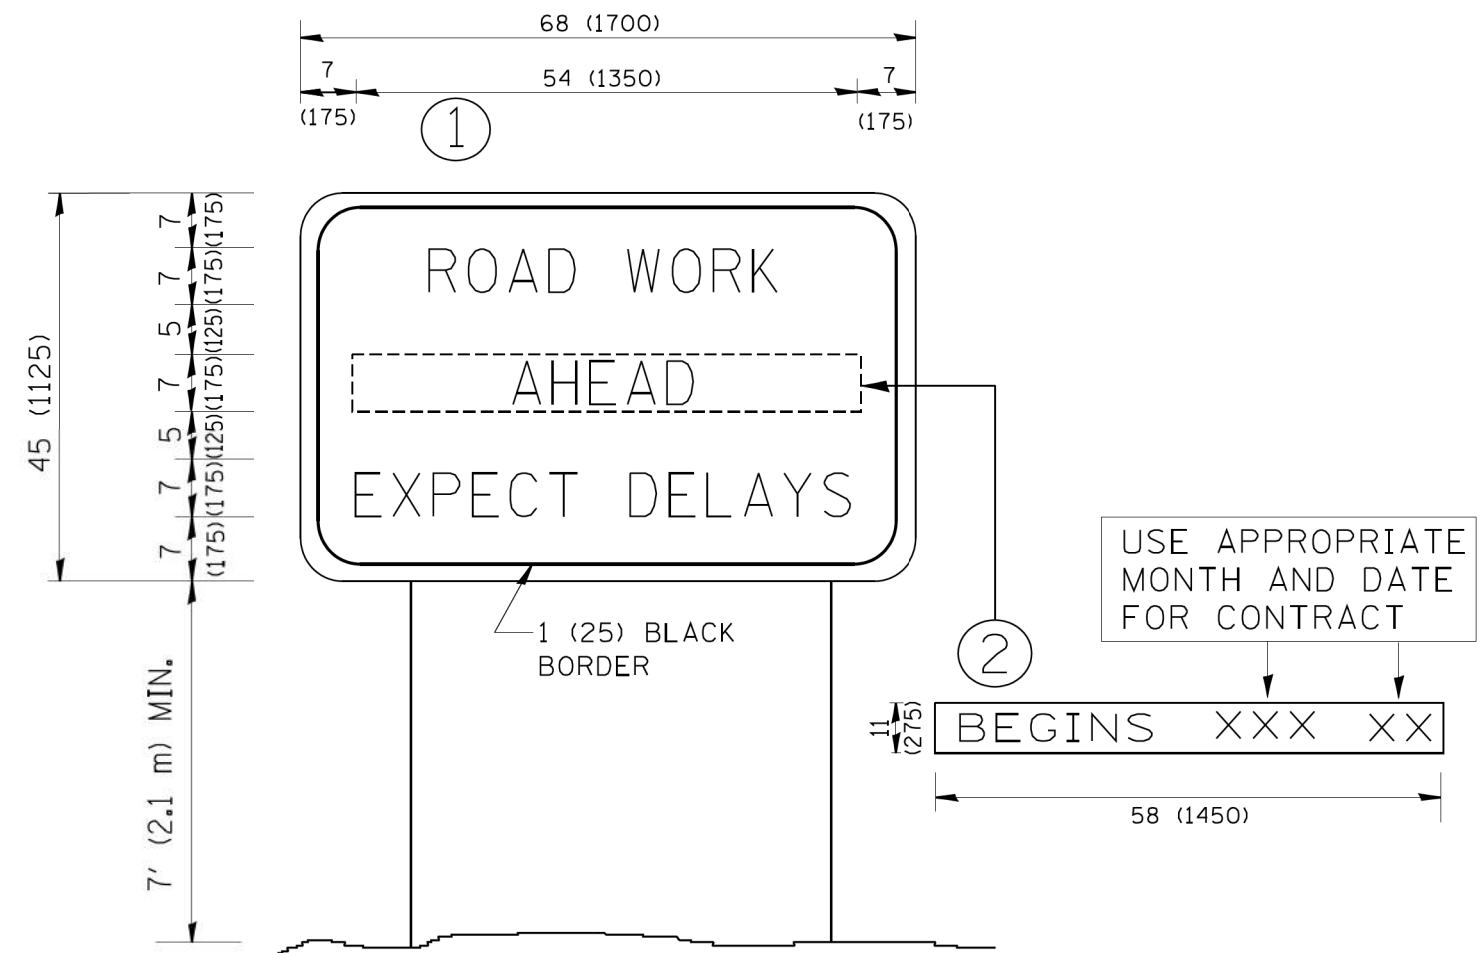 68 (1700)
7
54 (1350)
7
(175)
(175)
1
45 (1125)
7
(175)
7
(175)
5
(125)
7
(175)
5
(125)
7
(175)
7
(175)
ROAD WORK
AHEAD
EXPECT DELAYS
1 (25) BLACK
BORDER
7' (2.1 m) MIN.
2
USE APPROPRIATE
MONTH AND DATE
FOR CONTRACT
11
(275)
BEGINS XXX XX
58 (1450)